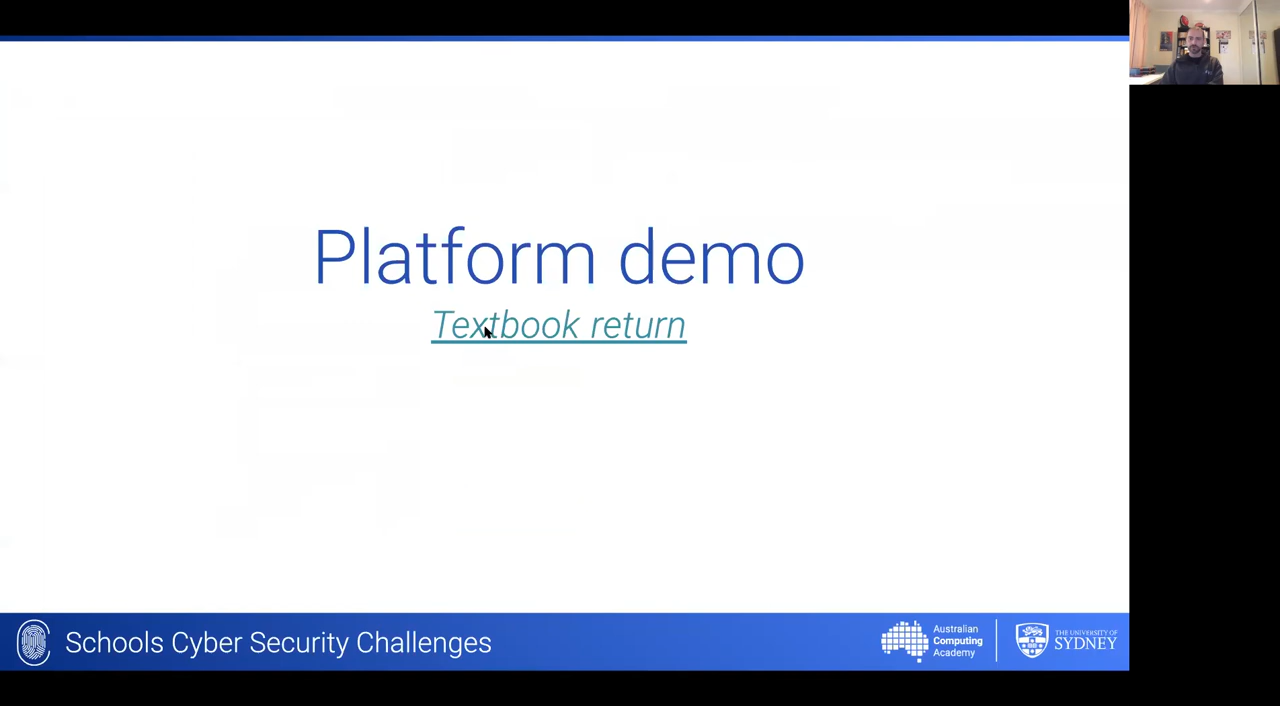 Platform demo
Textbook return
Schools Cyber Security Challenges
Australian
Computing
Academy
THE UNIVERSITY OF
SYDNEY